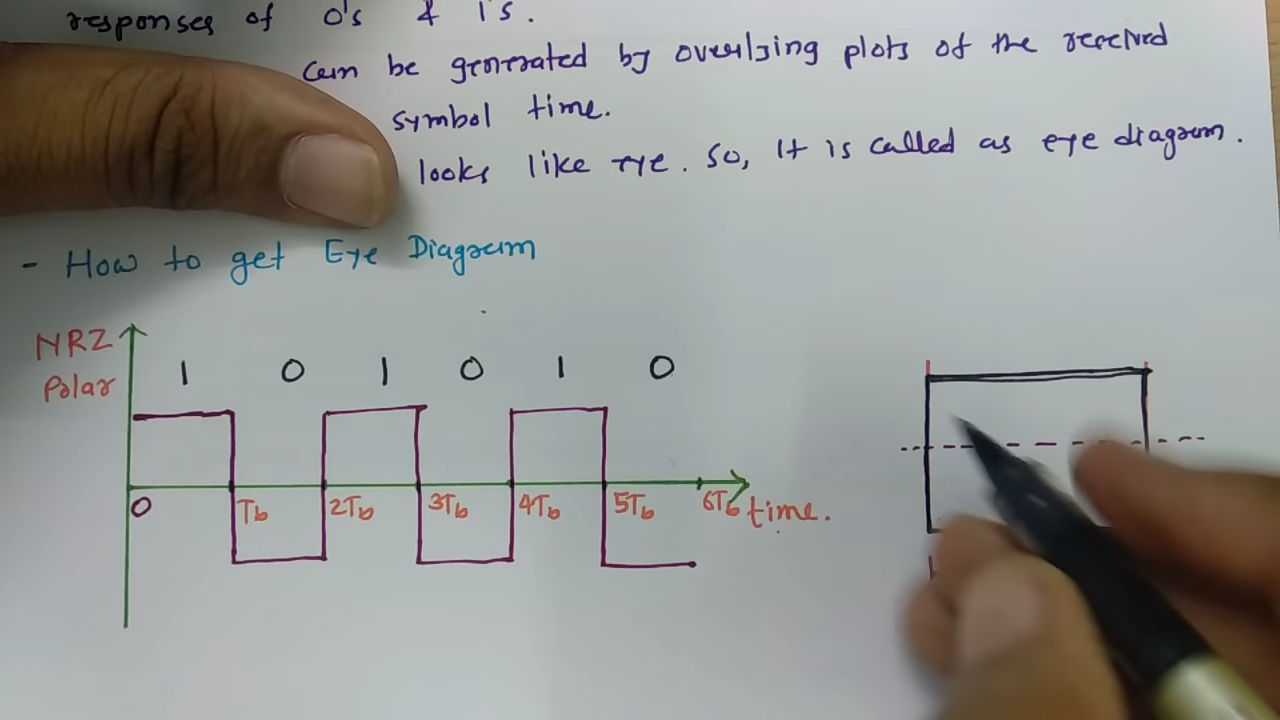 responses of 0's & 1's.
can be generated by overlaying plots of the received
symbol time.
looks like eye. So, It is called as eye diagram.
- How to get Eye Diagram
NRZ
Polar
1 0 1 0 1 0
0 Tb 2Tb 3Tb 4Tb 5Tb 6Tb time.